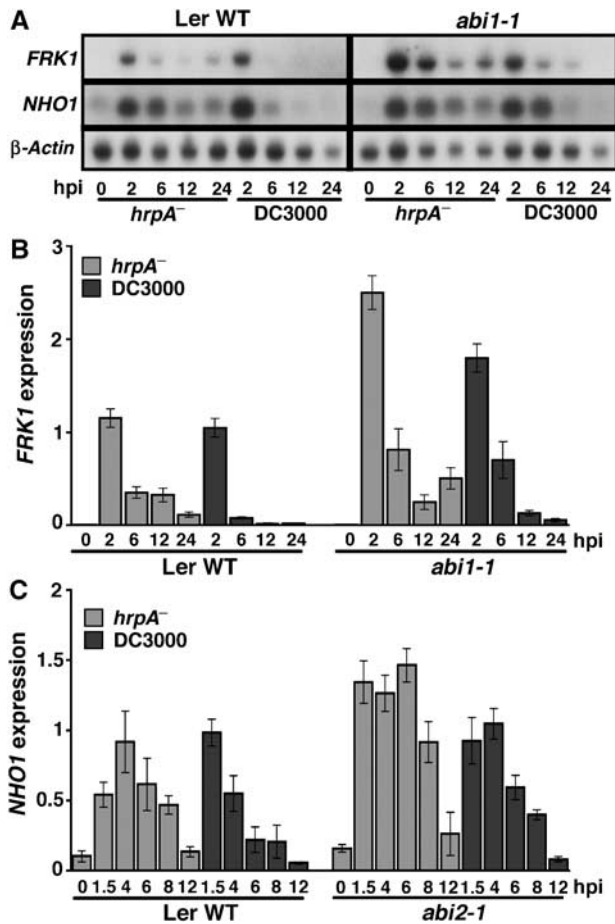 A
Ler WT abi1-1
FRK1
NHO1
β-Actin
hpi 0 2 6 12 24 2 6 12 24 0 2 6 12 24 2 6 12 24
hrpA⁻ DC3000 hrpA⁻ DC3000
B
3
hrpA⁻
DC3000
2
FRK1 expression
1
0
0 2 6 12 24 2 6 12 24 0 2 6 12 24 2 6 12 24 hpi
Ler WT abi1-1
C
2
hrpA⁻
DC3000
1.5
NHO1 expression
1
0.5
0
0 1.5 4 6 8 12 1.5 4 6 8 12 0 1.5 4 6 8 12 1.5 4 6 8 12 hpi
Ler WT abi2-1